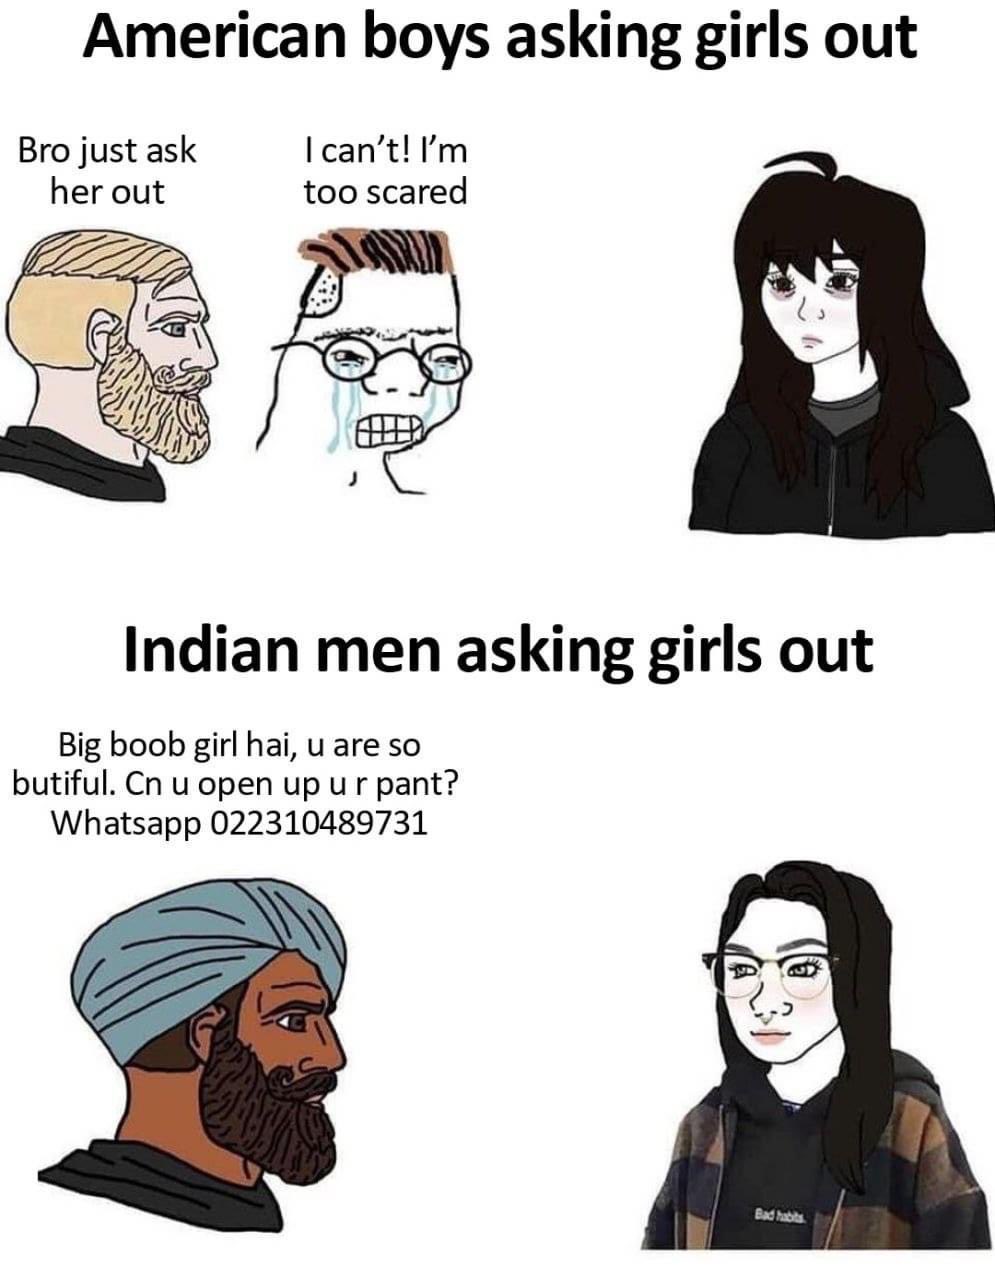 American boys asking girls out
Bro just ask
her out
I can't! I'm
too scared
Indian men asking girls out
Big boob girl hai, u are so
butiful. Cn u open up u r pant?
Whatsapp 022310489731
Bad habits.